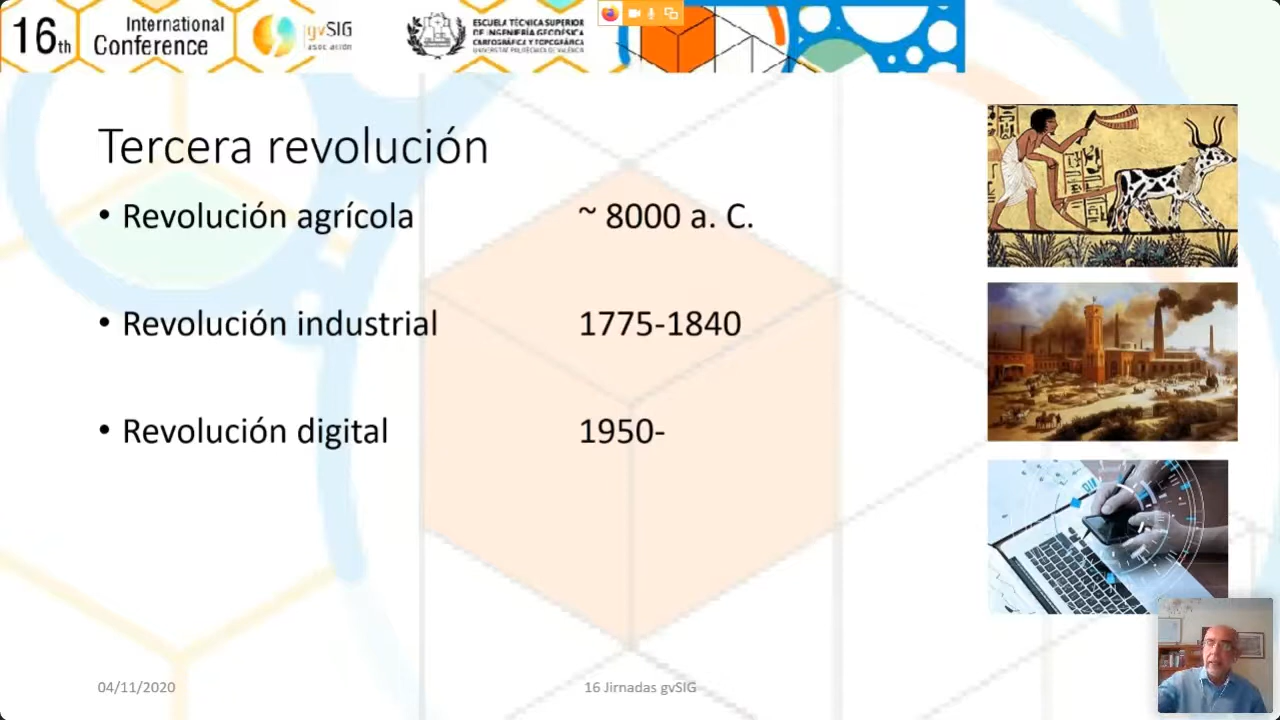 16th
International
Conference
gvSIG
asociación
ESCUELA TÉCNICA SUPERIOR
DE INGENIERÍA GEODÉSICA
CARTOGRÁFICA Y TOPOGRÁFICA
UNIVERSITAT POLITÈCNICA DE VALÈNCIA
Tercera revolución
• Revolución agrícola ~ 8000 a. C.
• Revolución industrial 1775-1840
• Revolución digital 1950-
04/11/2020
16 Jirnadas gvSIG